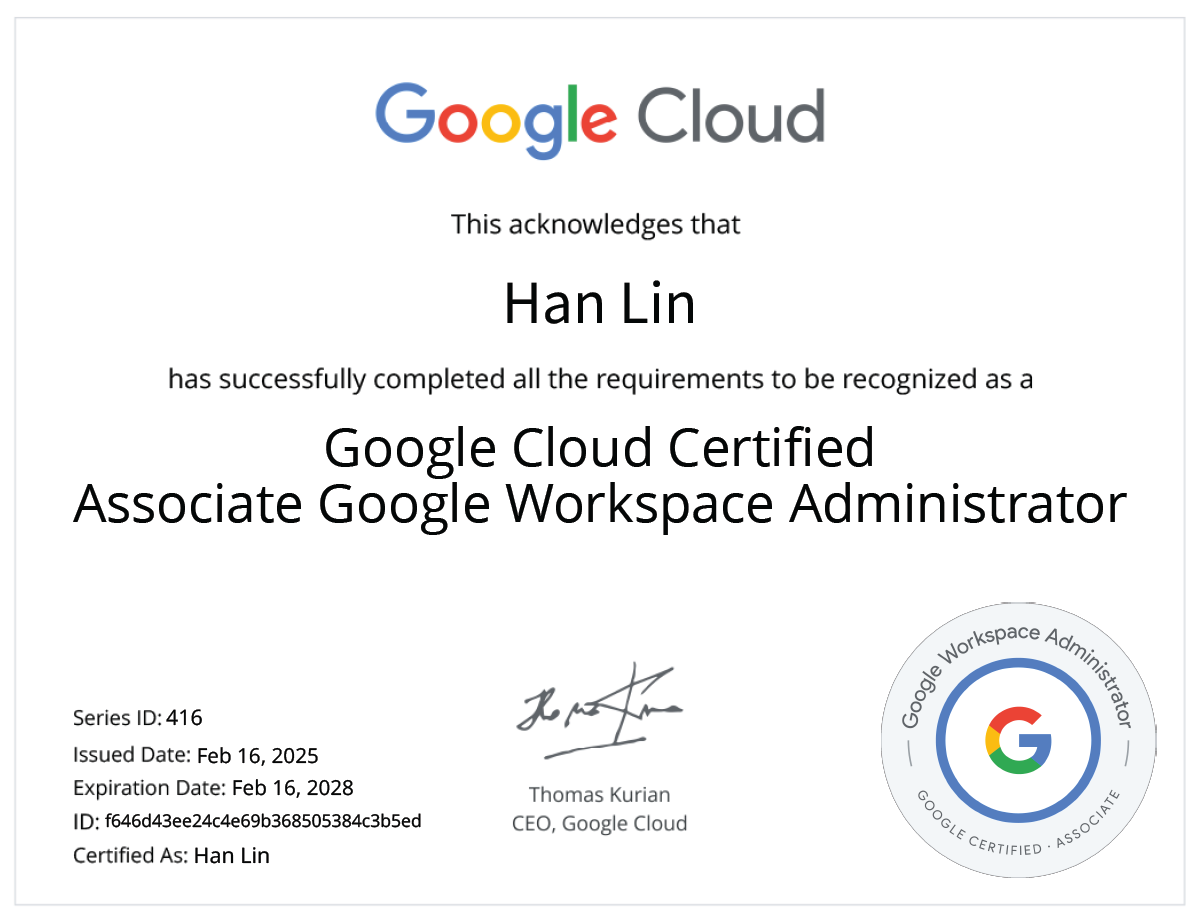 Google Cloud
This acknowledges that
Han Lin
has successfully completed all the requirements to be recognized as a
Google Cloud Certified
Associate Google Workspace Administrator
Series ID: 416
Issued Date: Feb 16, 2025
Expiration Date: Feb 16, 2028
ID: f646d43ee24c4e69b368505384c3b5ed
Certified As: Han Lin
Thomas Kurian
CEO, Google Cloud
Google Workspace Administrator
G
GOOGLE CERTIFIED · ASSOCIATE